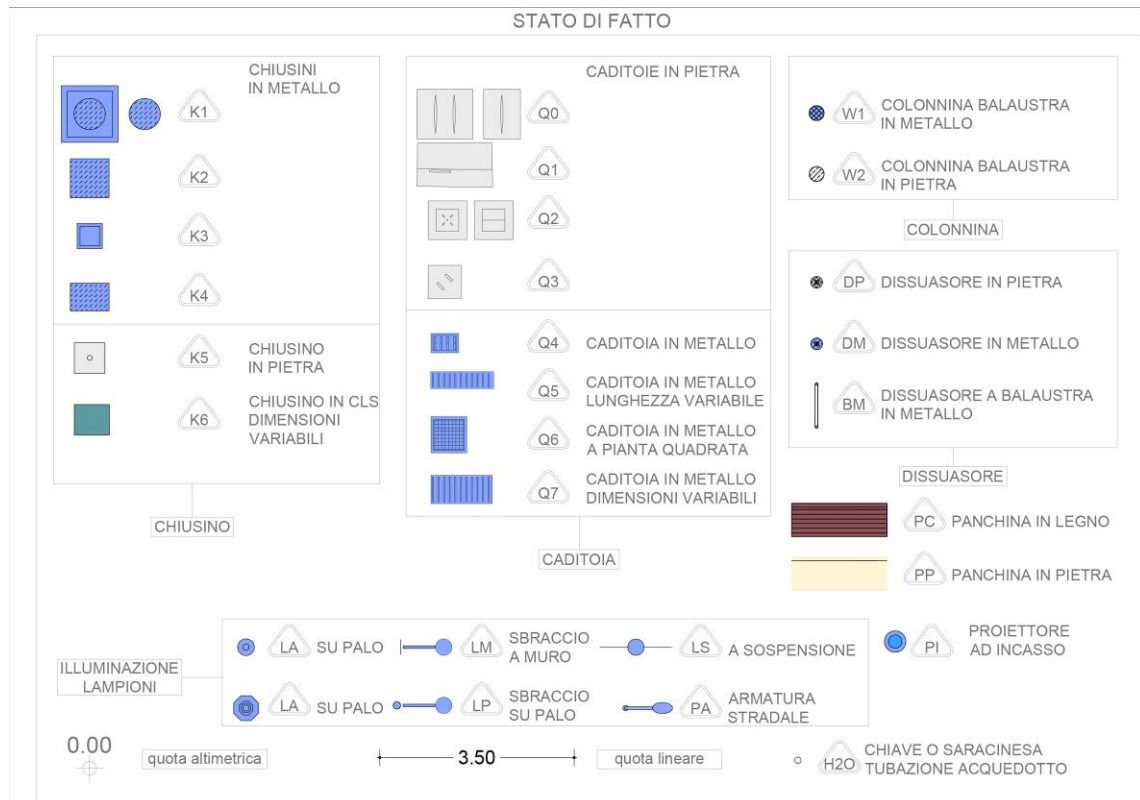 STATO DI FATTO
CHIUSINI
IN METALLO
K1
K2
K3
K4
K5
CHIUSINO
IN PIETRA
K6
CHIUSINO IN CLS
DIMENSIONI
VARIABILI
CHIUSINO
CADITOIE IN PIETRA
Q0
Q1
Q2
Q3
Q4
CADITOIA IN METALLO
Q5
CADITOIA IN METALLO
LUNGHEZZA VARIABILE
Q6
CADITOIA IN METALLO
A PIANTA QUADRATA
Q7
CADITOIA IN METALLO
DIMENSIONI VARIABILI
CADITOIA
W1
COLONNINA BALAUSTRA
IN METALLO
W2
COLONNINA BALAUSTRA
IN PIETRA
COLONNINA
DP DISSUASORE IN PIETRA
DM DISSUASORE IN METALLO
BM
DISSUASORE A BALAUSTRA
IN METALLO
DISSUASORE
PC PANCHINA IN LEGNO
PP PANCHINA IN PIETRA
ILLUMINAZIONE
LAMPIONI
LA SU PALO
LM
SBRACCIO
A MURO
LS A SOSPENSIONE
LA SU PALO
LP
SBRACCIO
SU PALO
PA
ARMATURA
STRADALE
PI
PROIETTORE
AD INCASSO
0.00
quota altimetrica
3.50
quota lineare
H2O
CHIAVE O SARACINESA
TUBAZIONE ACQUEDOTTO